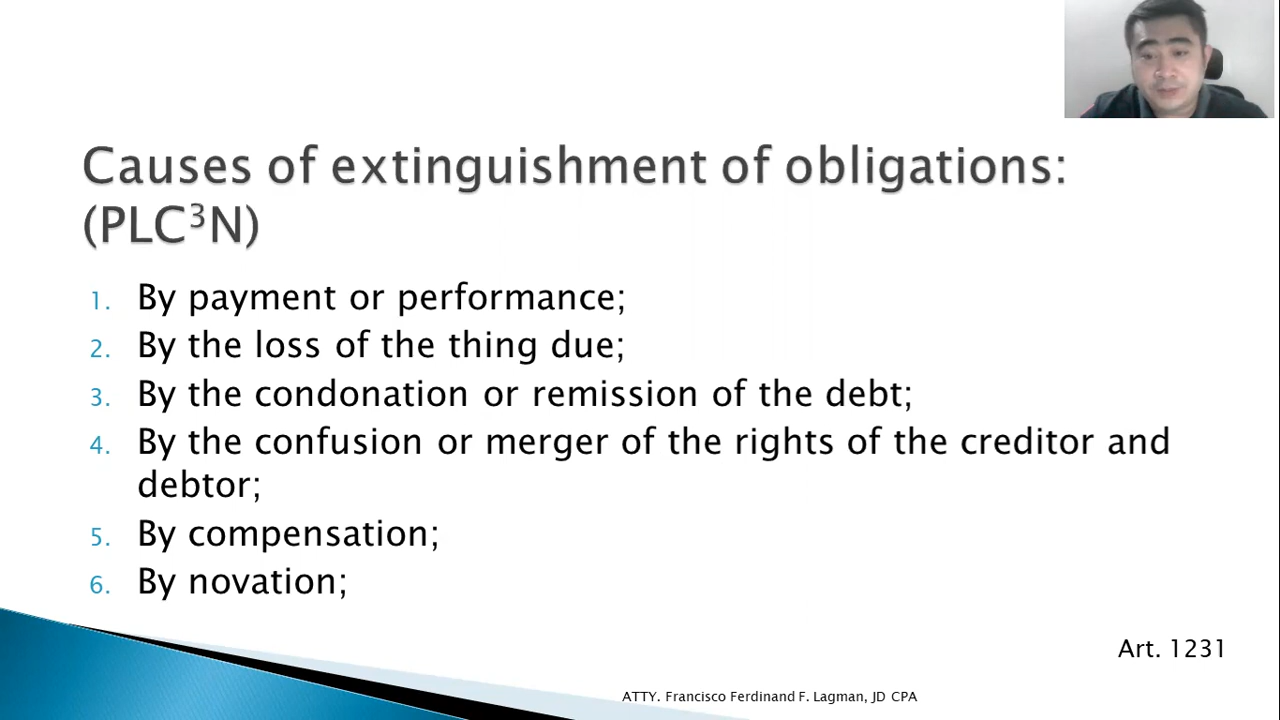 Causes of extinguishment of obligations:
(PLC³N)
1. By payment or performance;
2. By the loss of the thing due;
3. By the condonation or remission of the debt;
4. By the confusion or merger of the rights of the creditor and
debtor;
5. By compensation;
6. By novation;
Art. 1231
ATTY. Francisco Ferdinand F. Lagman, JD CPA